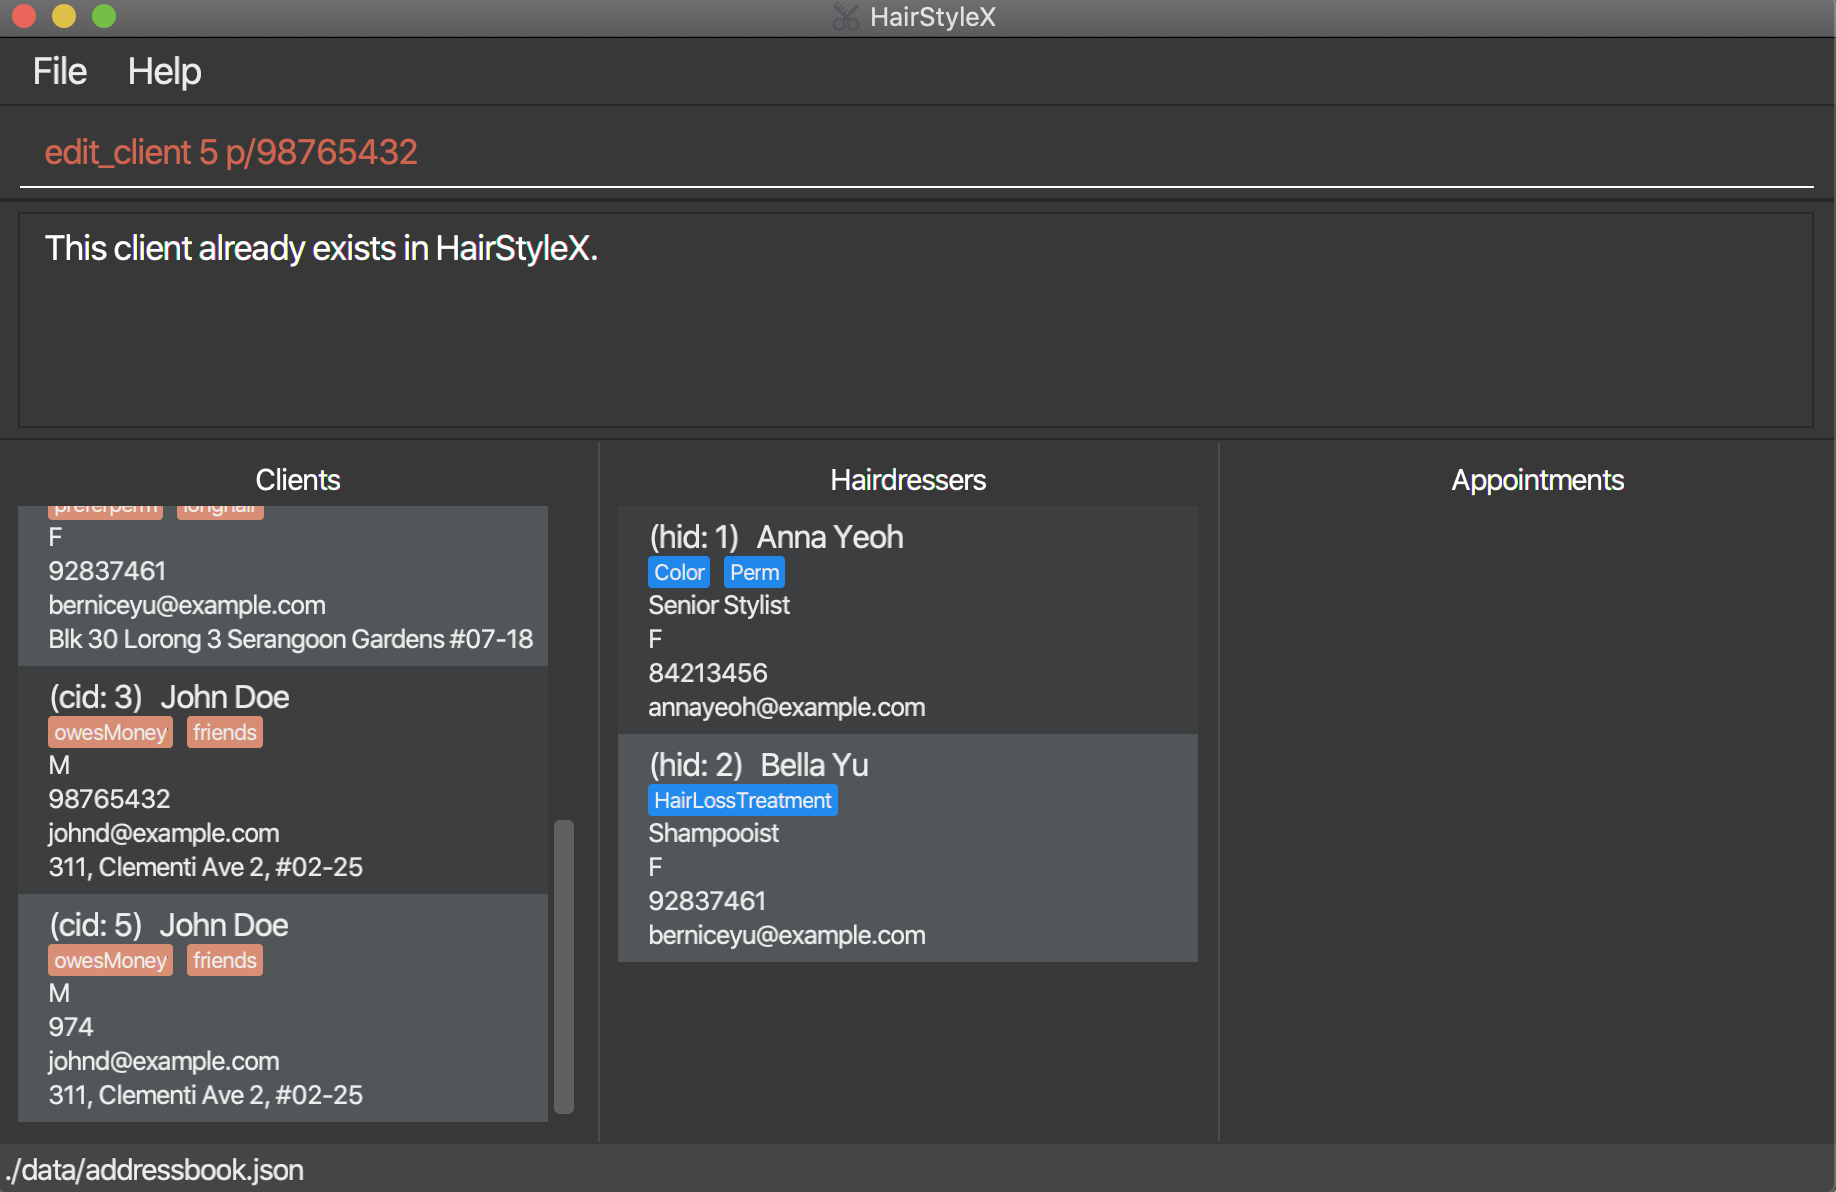 HairStyleX
File Help
edit_client 5 p/98765432
This client already exists in HairStyleX.
Clients
preferperm longhair
F
92837461
berniceyu@example.com
Blk 30 Lorong 3 Serangoon Gardens #07-18
(cid: 3) John Doe
owesMoney friends
M
98765432
johnd@example.com
311, Clementi Ave 2, #02-25
(cid: 5) John Doe
owesMoney friends
M
974
johnd@example.com
311, Clementi Ave 2, #02-25
Hairdressers
(hid: 1) Anna Yeoh
Color Perm
Senior Stylist
F
84213456
annayeoh@example.com
(hid: 2) Bella Yu
HairLossTreatment
Shampooist
F
92837461
berniceyu@example.com
Appointments
./data/addressbook.json